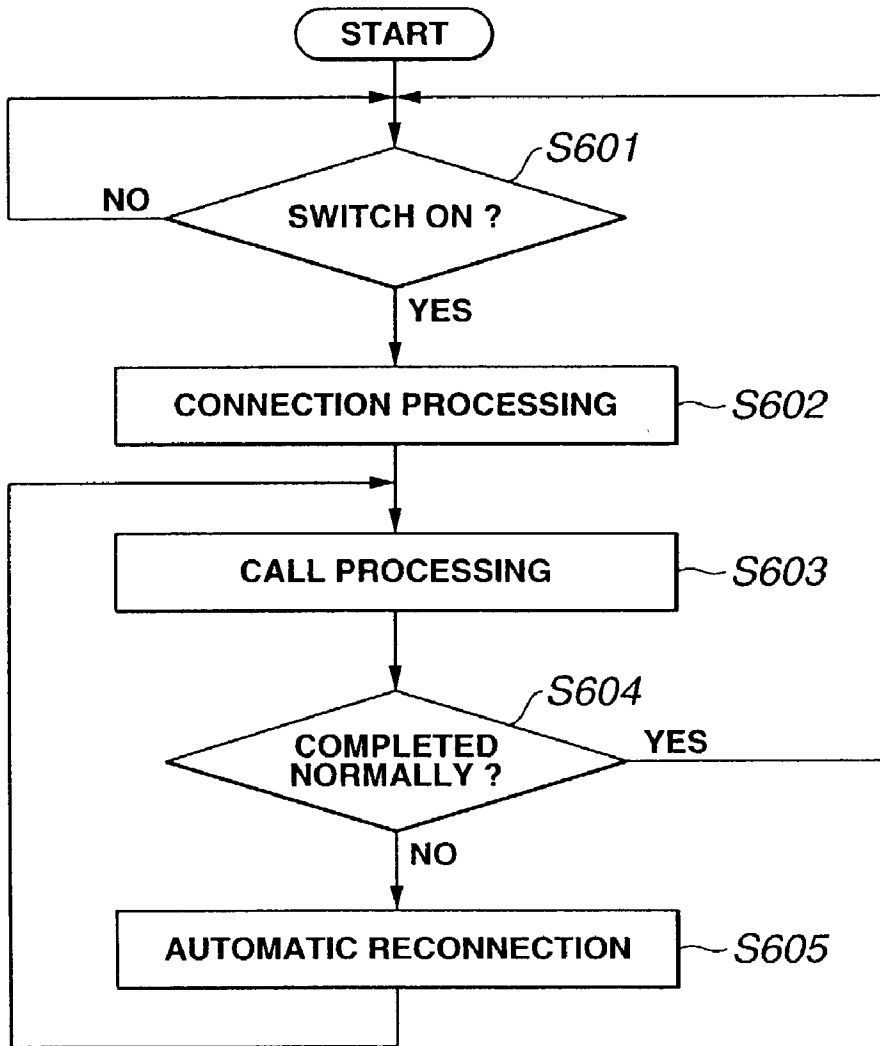 START
S601
NO
SWITCH ON ?
YES
CONNECTION PROCESSING
S602
CALL PROCESSING
S603
S604
COMPLETED
NORMALLY ?
YES
NO
AUTOMATIC RECONNECTION
S605